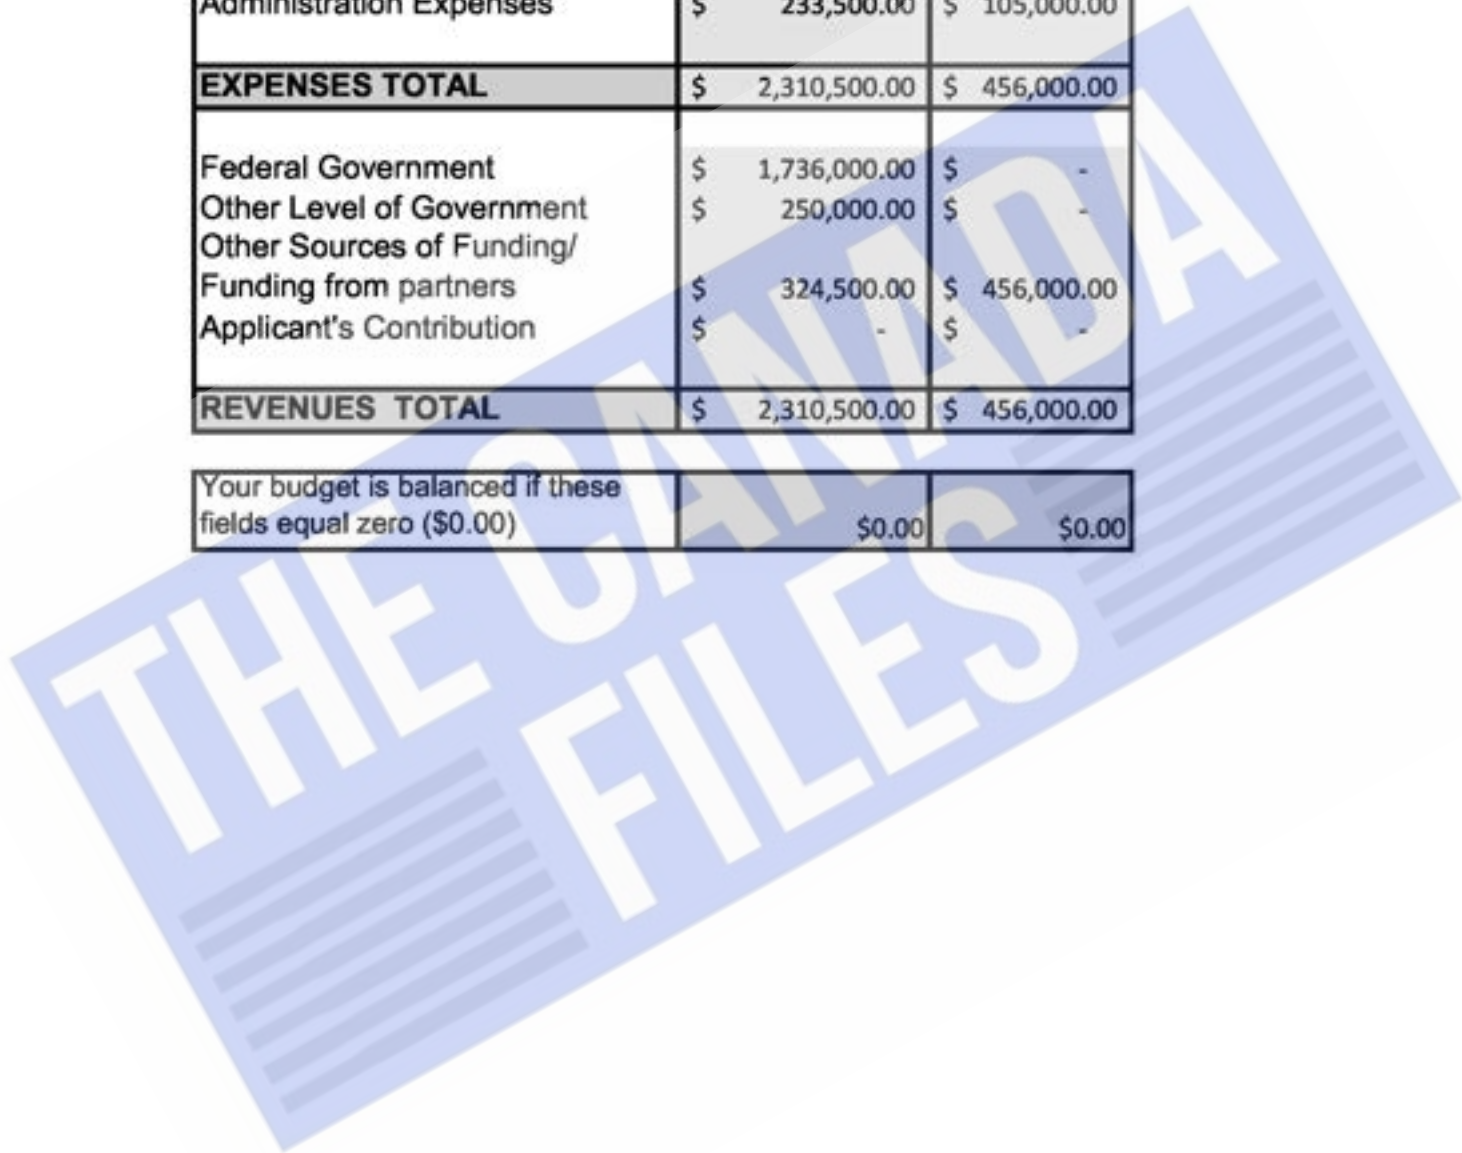 Administration Expenses $ 233,500.00 $ 105,000.00
EXPENSES TOTAL $ 2,310,500.00 $ 456,000.00
Federal Government $ 1,736,000.00 $ -
Other Level of Government $ 250,000.00 $ -
Other Sources of Funding/
Funding from partners $ 324,500.00 $ 456,000.00
Applicant's Contribution $ - $ -
REVENUES TOTAL $ 2,310,500.00 $ 456,000.00
Your budget is balanced if these
fields equal zero ($0.00) $0.00 $0.00
THE CANADA
FILES